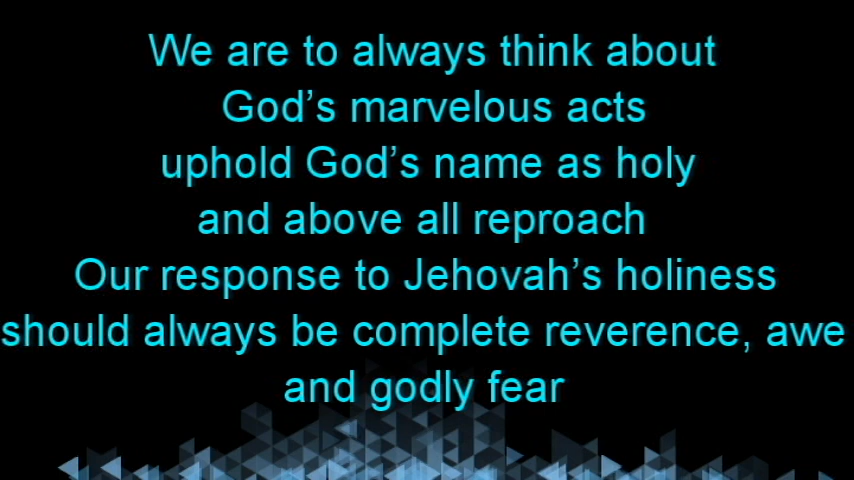 We are to always think about
God's marvelous acts
uphold God's name as holy
and above all reproach
Our response to Jehovah's holiness
should always be complete reverence, awe
and godly fear